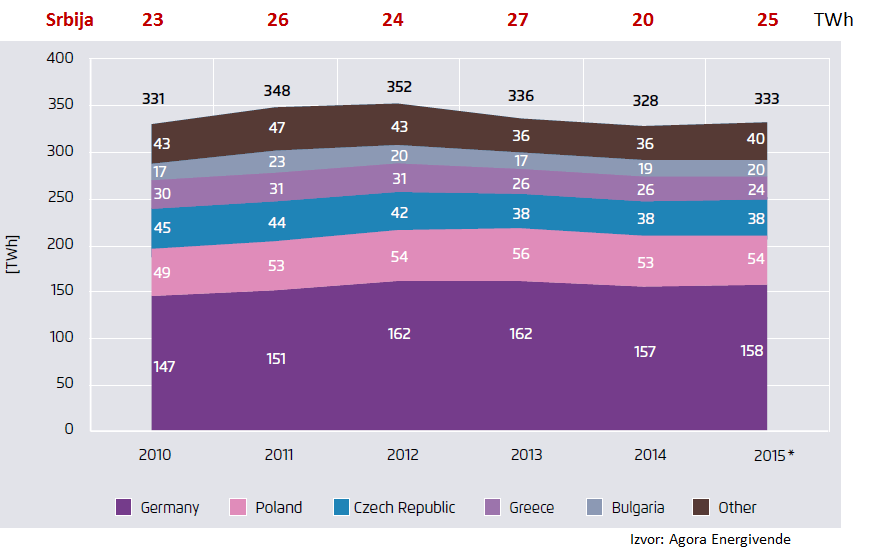 Srbija 23 26 24 27 20 25 TWh
400
350
300
250
200
150
100
50
0
[TWh]
331 348 352 336 328 333
43 47 43 36 36 40
17 23 20 17 19 20
30 31 31 26 26 24
45 44 42 38 38 38
49 53 54 56 53 54
147 151 162 162 157 158
2010 2011 2012 2013 2014 2015*
Germany Poland Czech Republic Greece Bulgaria Other
Izvor: Agora Energivende